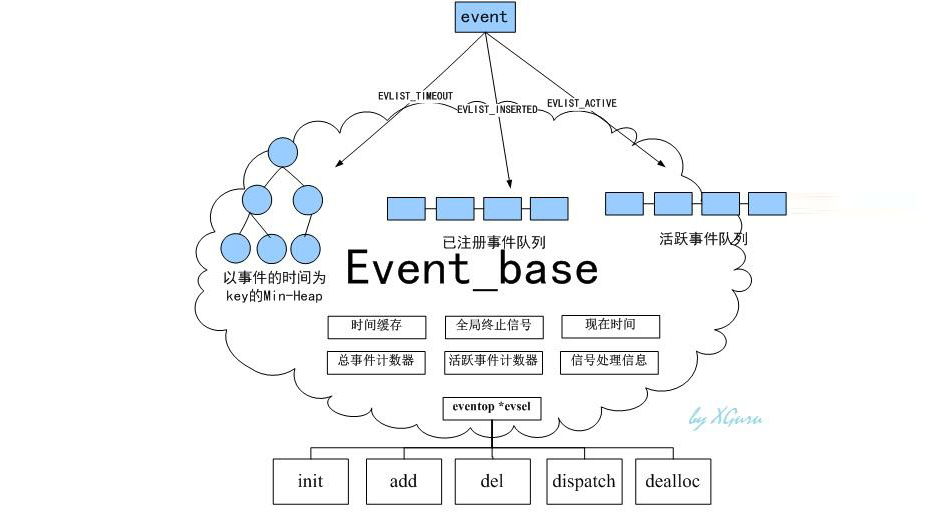 event
EVLIST_TIMEOUT
EVLIST_INSERTED
EVLIST_ACTIVE
已注册事件队列
活跃事件队列
以事件的时间为
key的Min-Heap
Event_base
时间缓存
全局终止信号
现在时间
总事件计数器
活跃事件计数器
信号处理信息
eventop *evsel
by XGuru
init
add
del
dispatch
dealloc